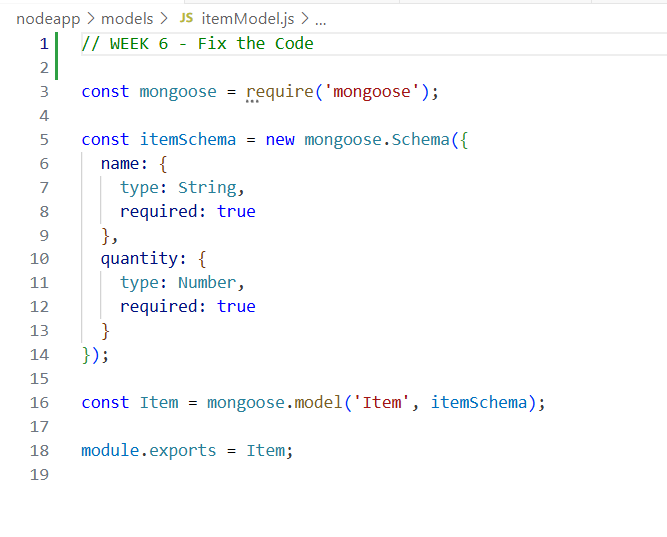 nodeapp > models > JS itemModel.js > ...
1 // WEEK 6 - Fix the Code
2
3 const mongoose = require('mongoose');
4
5 const itemSchema = new mongoose.Schema({
6   name: {
7     type: String,
8     required: true
9   },
10   quantity: {
11     type: Number,
12     required: true
13   }
14 });
15
16 const Item = mongoose.model('Item', itemSchema);
17
18 module.exports = Item;
19